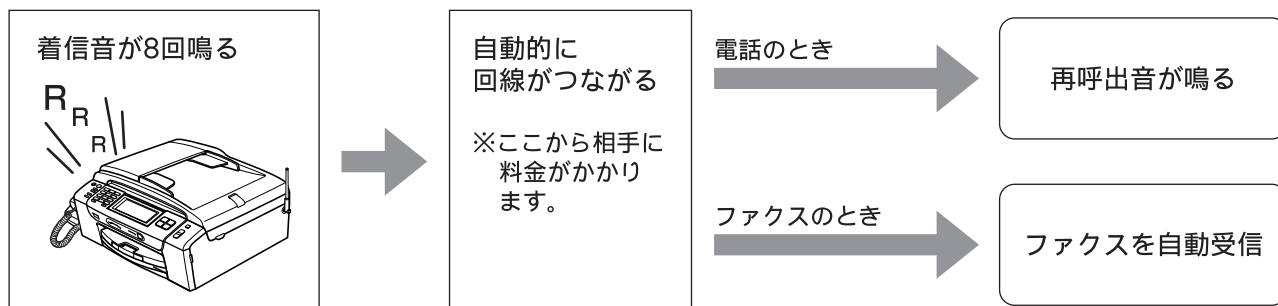 着信音が8回鳴る
R
R
R
自動的に
回線がつながる
※ここから相手に
料金がかかり
ます。
電話のとき
再呼出音が鳴る
ファクスのとき
ファクスを自動受信